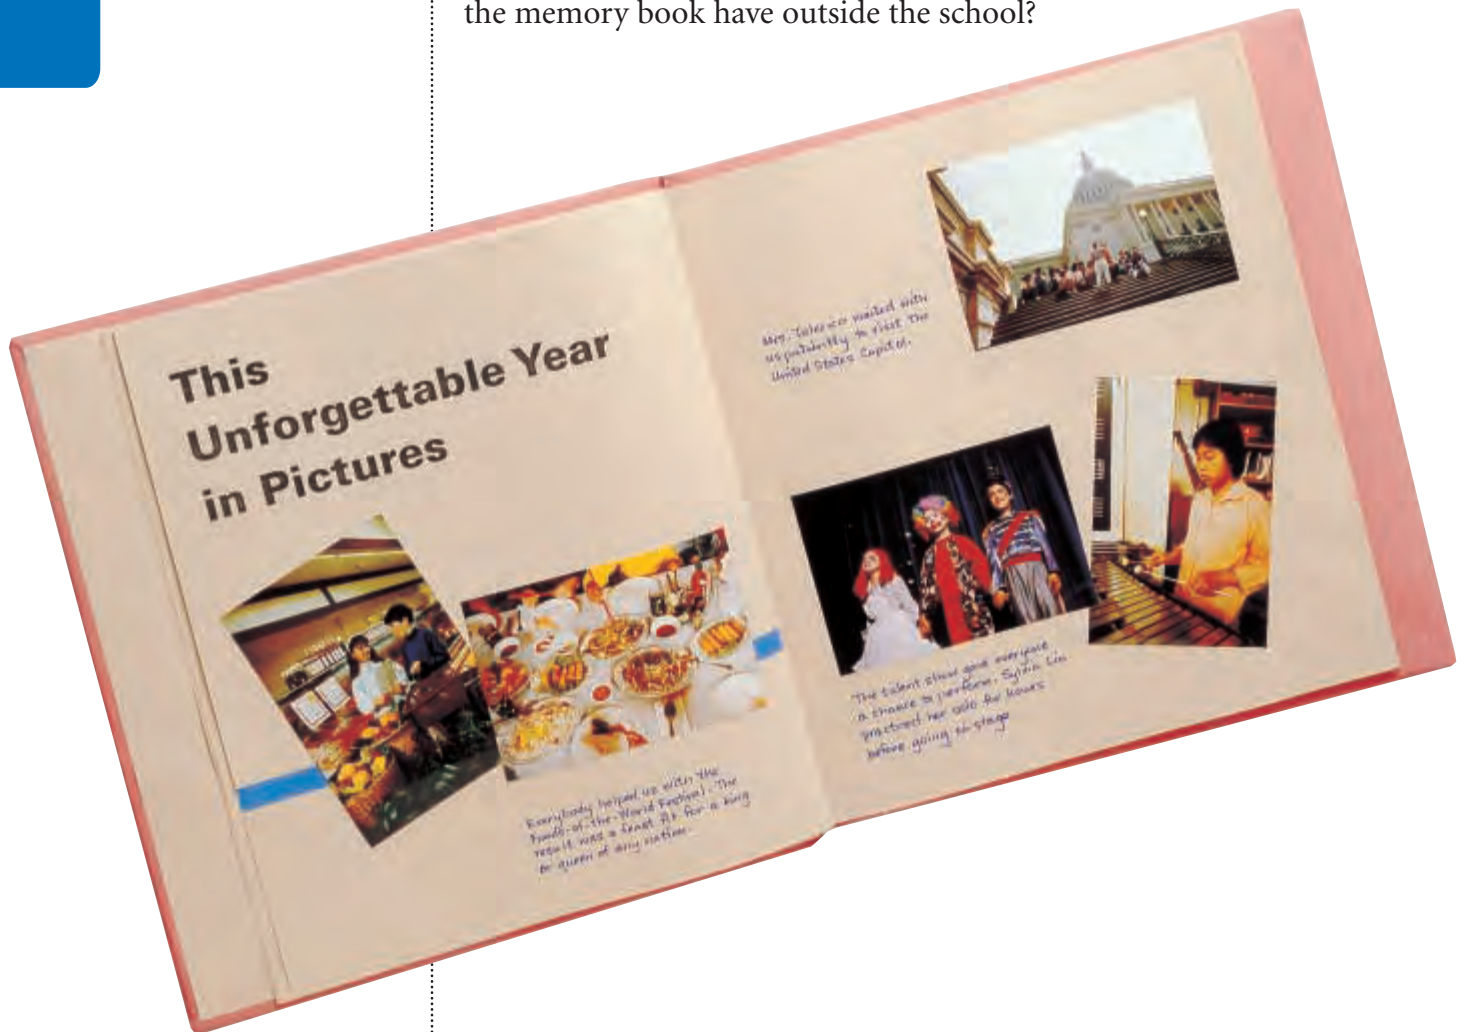 the memory book have outside the school?
This
Unforgettable Year
in Pictures
Mrs. waited with
us patiently to visit the
United States Capitol.
The talent show gave everyone
a chance to perform. Sylvia Liu
practiced her solo for hours
before going on stage
Everybody helped us with the
Foods-of-the-World Festival. The
result was a feast fit for a king
or queen of any nation.